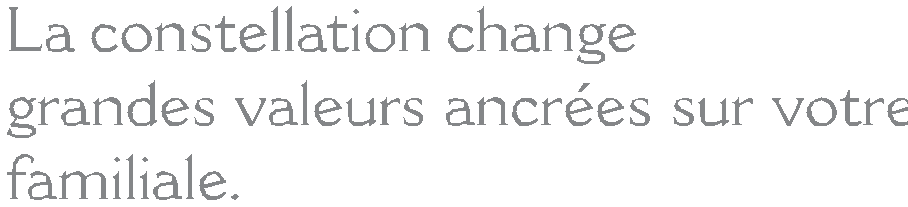 La constellation change
grandes valeurs ancrées sur votre
familiale.